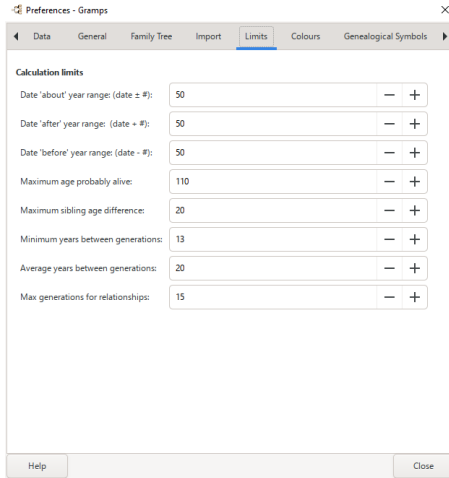 Preferences - Gramps
Data General Family Tree Import Limits Colours Genealogical Symbols
Calculation limits
Date 'about' year range: (date ± #): 50
Date 'after' year range: (date + #): 50
Date 'before' year range: (date - #): 50
Maximum age probably alive: 110
Maximum sibling age difference: 20
Minimum years between generations: 13
Average years between generations: 20
Max generations for relationships: 15
Help Close